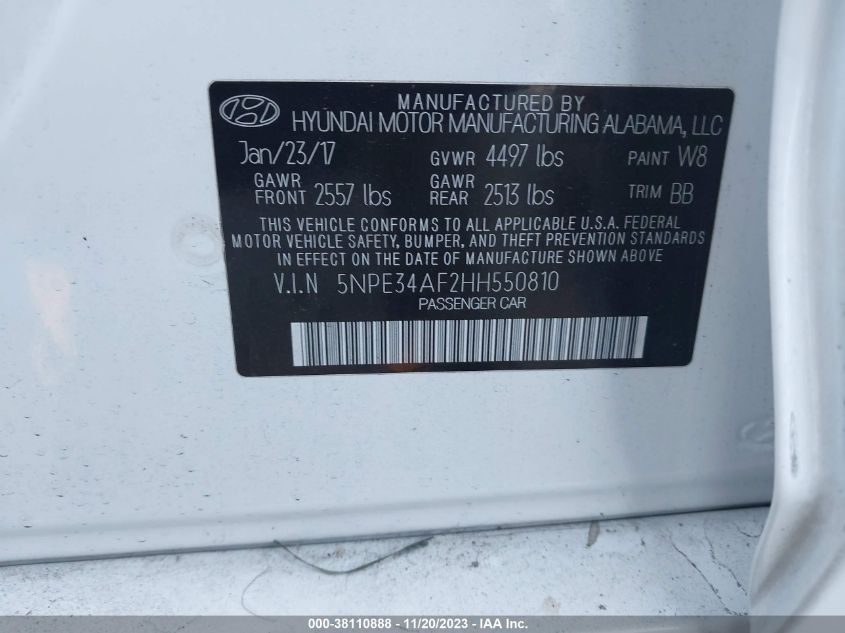 MANUFACTURED BY
HYUNDAI MOTOR MANUFACTURING ALABAMA, LLC
Jan/23/17 GVWR 4497 lbs PAINT W8
GAWR FRONT 2557 lbs GAWR REAR 2513 lbs TRIM BB
THIS VEHICLE CONFORMS TO ALL APPLICABLE U.S.A. FEDERAL
MOTOR VEHICLE SAFETY, BUMPER, AND THEFT PREVENTION STANDARDS
IN EFFECT ON THE DATE OF MANUFACTURE SHOWN ABOVE
V.I.N 5NPE34AF2HH550810
PASSENGER CAR
000-38110888 - 11/20/2023 - IAA Inc.